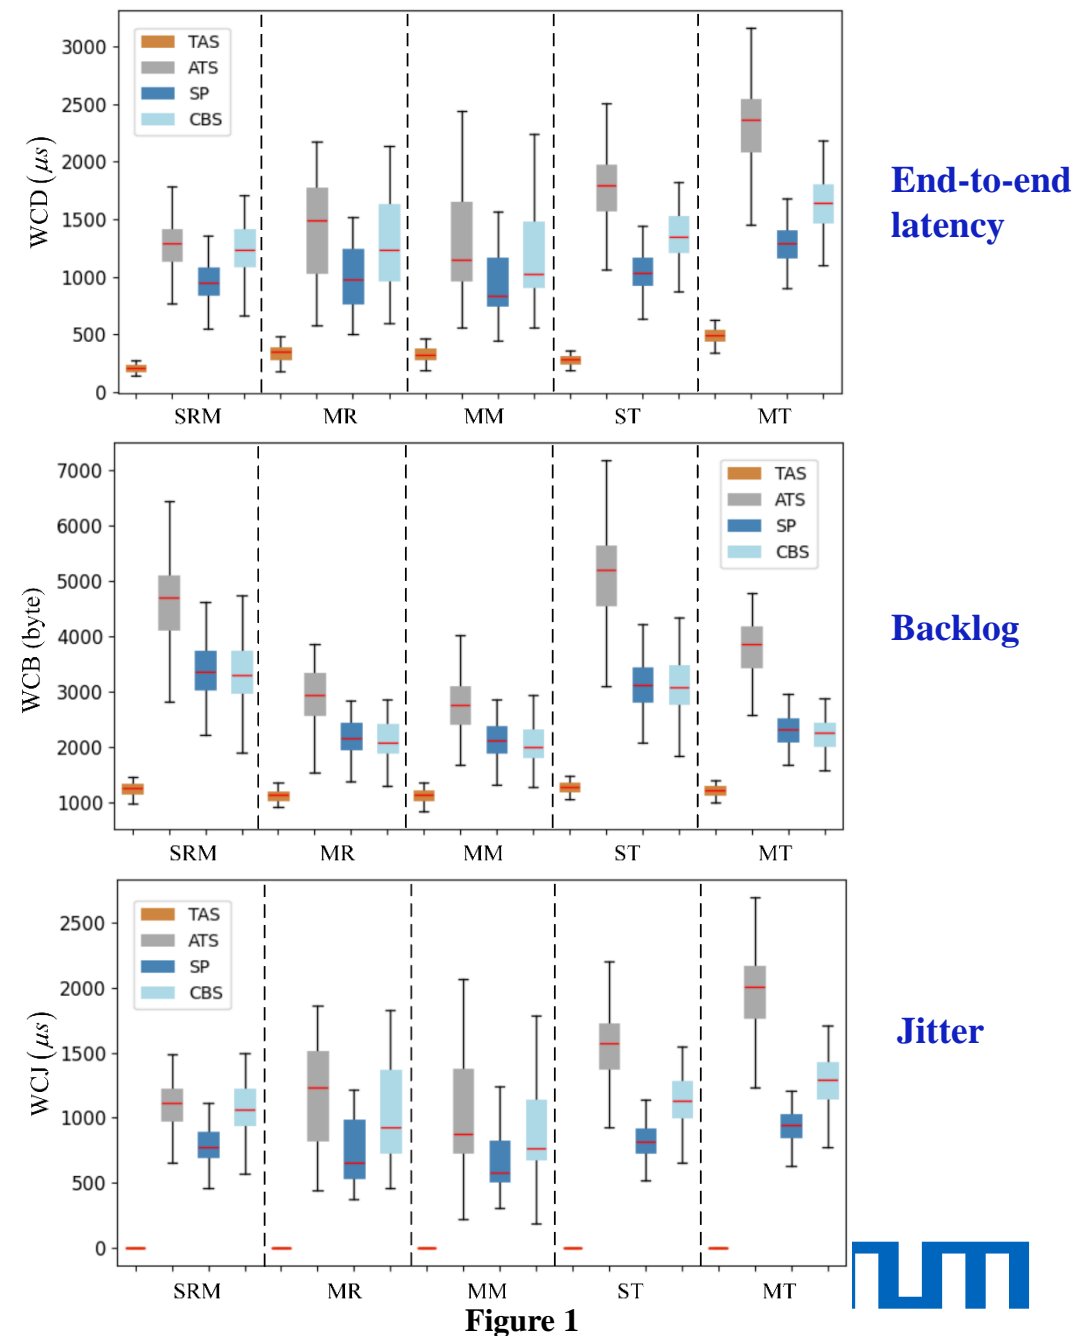 3000
2500
2000
1500
1000
500
0
WCD (μs)
TAS
ATS
SP
CBS
SRM MR MM ST MT
End-to-end
latency
7000
6000
5000
4000
3000
2000
1000
WCB (byte)
TAS
ATS
SP
CBS
SRM MR MM ST MT
Backlog
2500
2000
1500
1000
500
0
WCJ (μs)
TAS
ATS
SP
CBS
SRM MR MM ST MT
Jitter
TUM
Figure 1